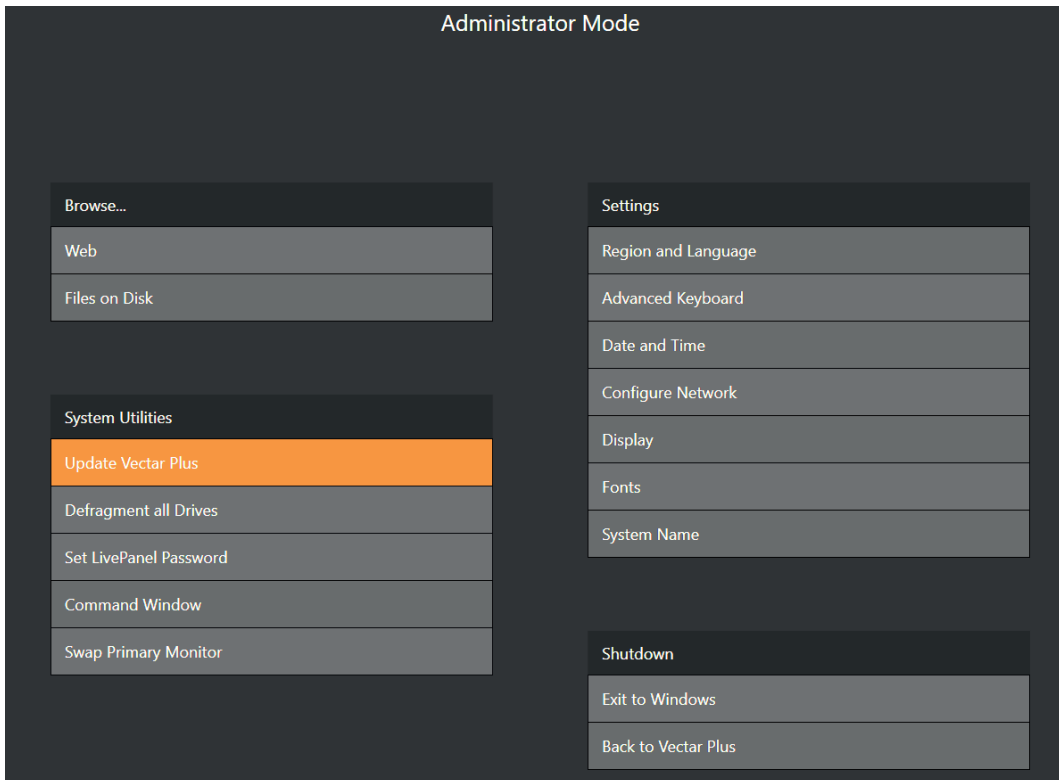 Administrator Mode
Browse...
Web
Files on Disk
System Utilities
Update Vectar Plus
Defragment all Drives
Set LivePanel Password
Command Window
Swap Primary Monitor
Settings
Region and Language
Advanced Keyboard
Date and Time
Configure Network
Display
Fonts
System Name
Shutdown
Exit to Windows
Back to Vectar Plus